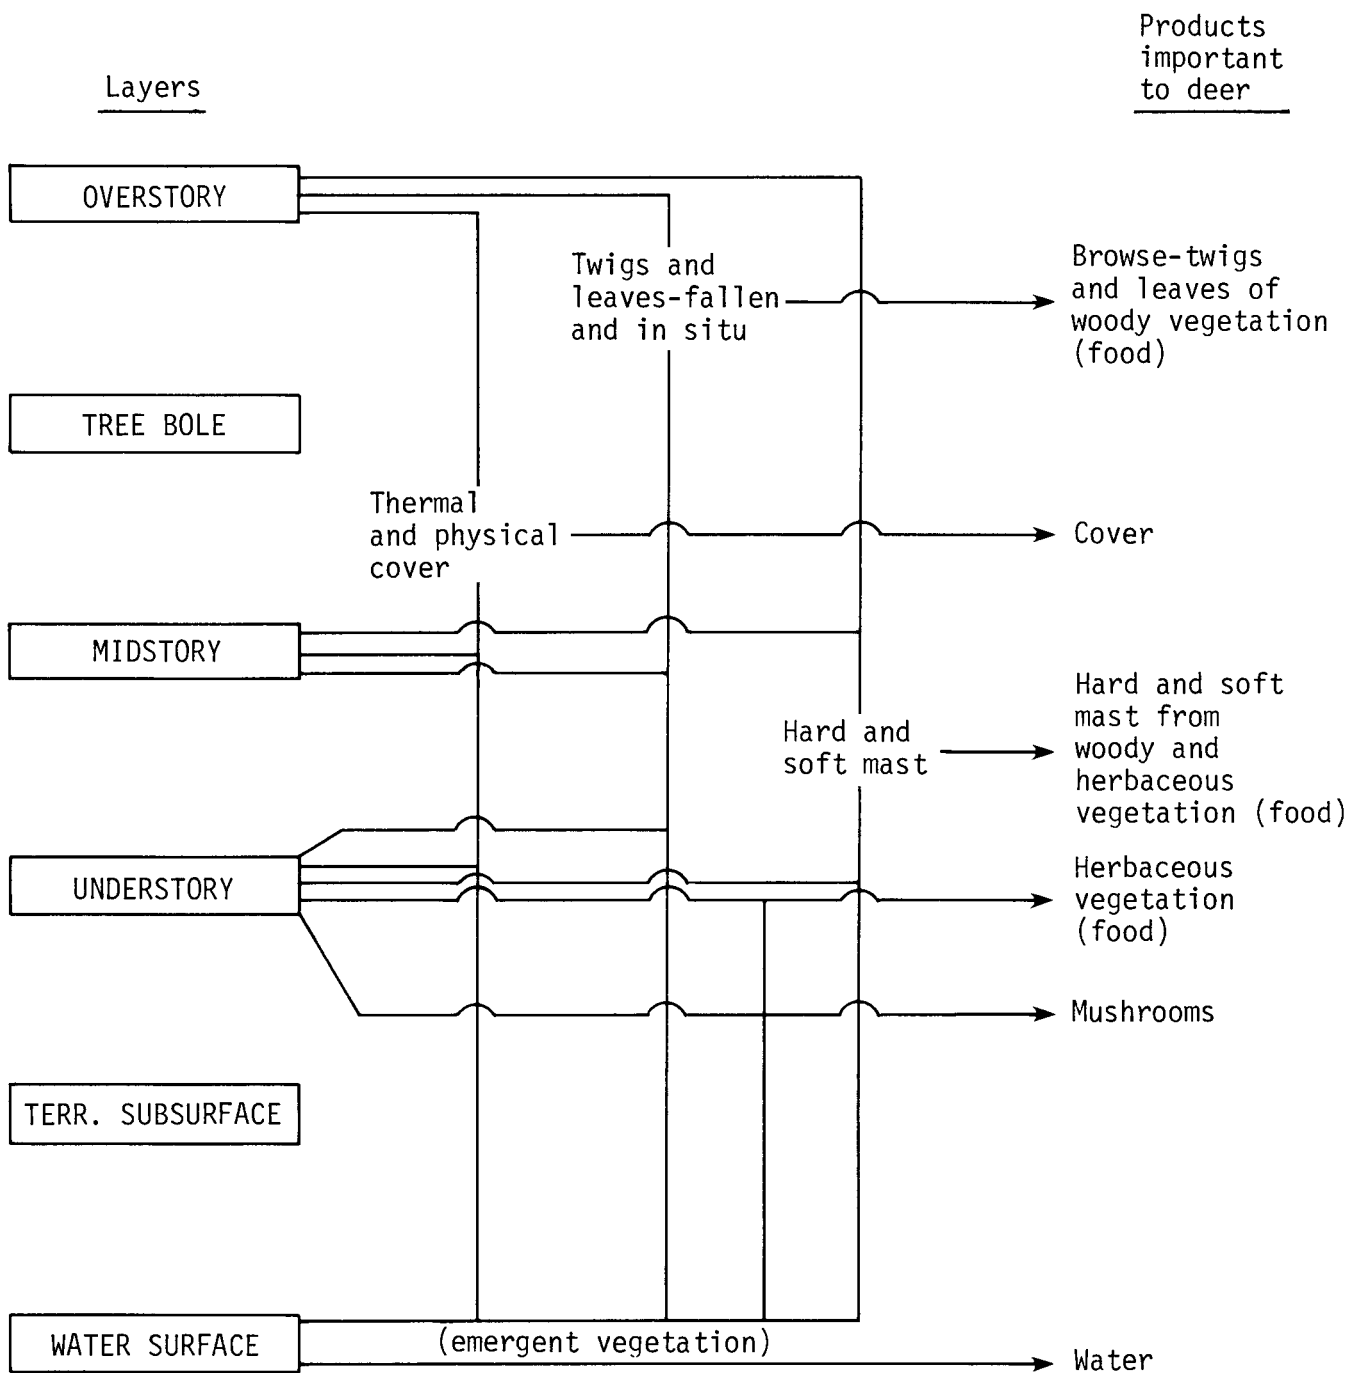 Products
important
to deer
Layers
OVERSTORY
Twigs and
leaves-fallen
and in situ
Browse-twigs
and leaves of
woody vegetation
(food)
TREE BOLE
Thermal
and physical
cover
Cover
MIDSTORY
Hard and
soft mast
Hard and soft
mast from
woody and
herbaceous
vegetation (food)
UNDERSTORY
Herbaceous
vegetation
(food)
Mushrooms
TERR. SUBSURFACE
WATER SURFACE
(emergent vegetation)
Water